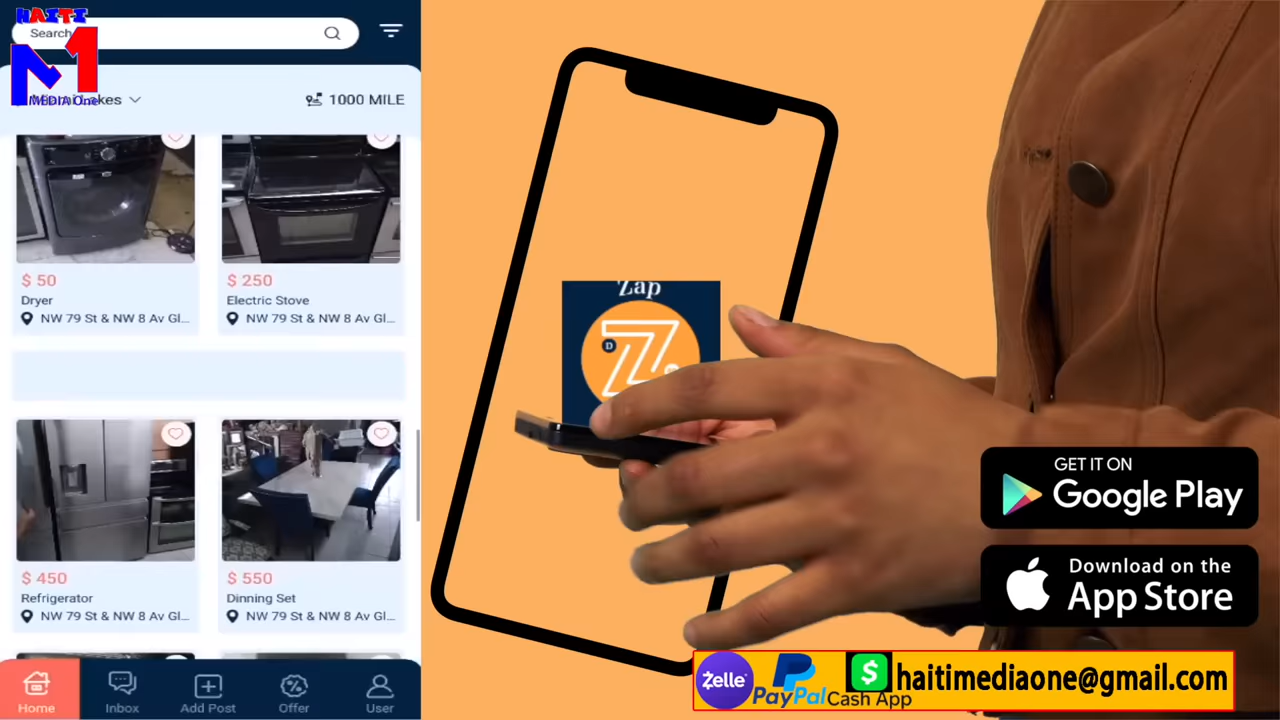 HAITI
Search
M1
MEDIA One
1000 MILE
$ 50
Dryer
NW 79 St & NW 8 Av Gl...
$ 250
Electric Stove
NW 79 St & NW 8 Av Gl...
$ 450
Refrigerator
NW 79 St & NW 8 Av Gl...
$ 550
Dinning Set
NW 79 St & NW 8 Av Gl...
Home
Inbox
Add Post
Offer
User
Zap
D
Z
GET IT ON
Google Play
Download on the
App Store
Zelle
PayPal
$
Cash App
haitimediaone@gmail.com